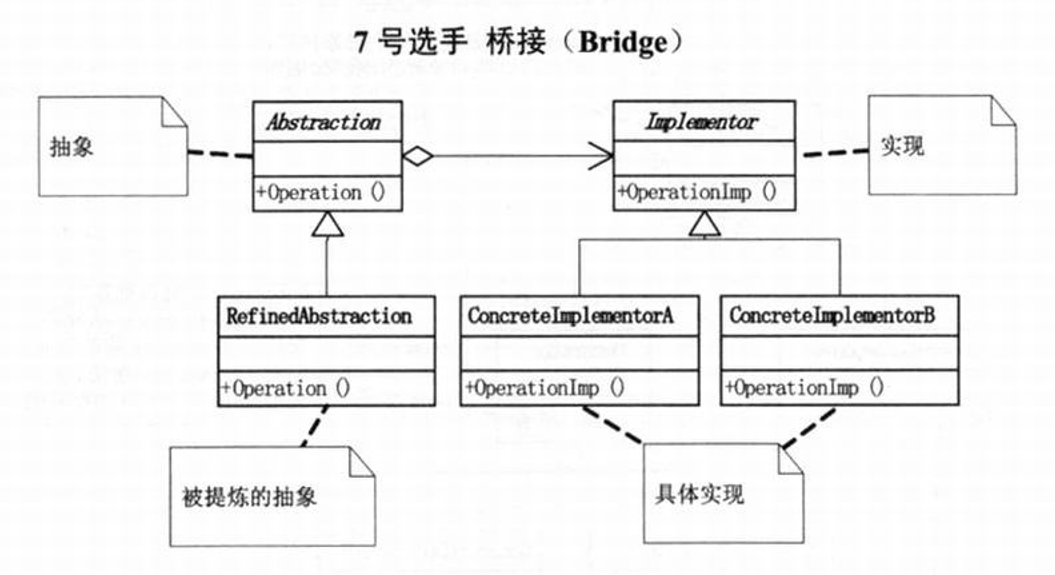 7 号选手 桥接（Bridge）
抽象
Abstraction
+Operation ()
Implementor
+OperationImp ()
实现
RefinedAbstraction
+Operation ()
ConcreteImplementorA
+OperationImp ()
ConcreteImplementorB
+OperationImp ()
被提炼的抽象
具体实现